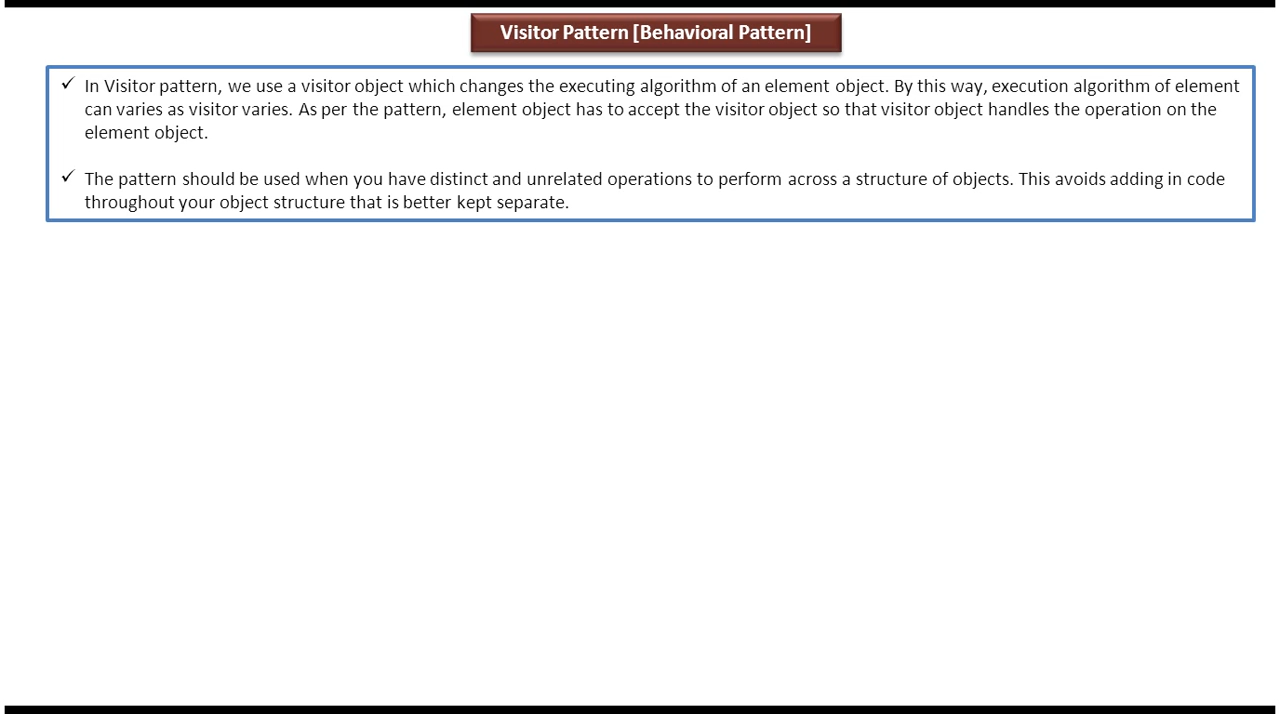 Visitor Pattern [Behavioral Pattern]
✓ In Visitor pattern, we use a visitor object which changes the executing algorithm of an element object. By this way, execution algorithm of element
can varies as visitor varies. As per the pattern, element object has to accept the visitor object so that visitor object handles the operation on the
element object.
✓ The pattern should be used when you have distinct and unrelated operations to perform across a structure of objects. This avoids adding in code
throughout your object structure that is better kept separate.